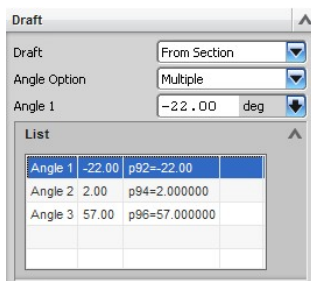 Draft
Draft From Section
Angle Option Multiple
Angle 1 -22.00 deg
List
Angle 1 -22.00 p92=-22.00
Angle 2 2.00 p94=2.000000
Angle 3 57.00 p96=57.000000